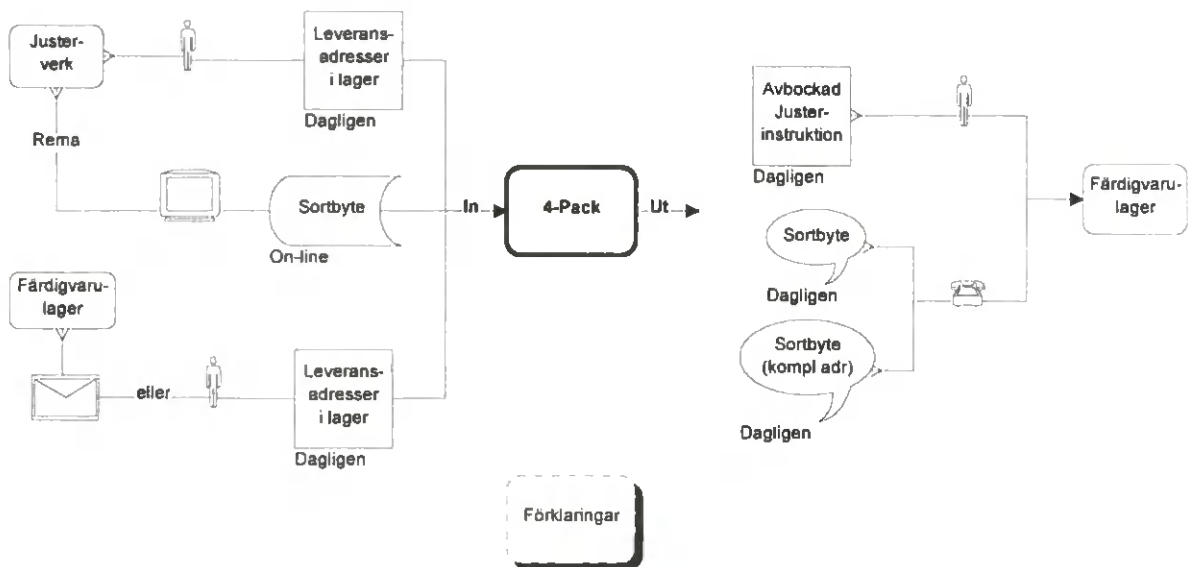 Juster-
verk
Leverans-
adresser
i lager
Dagligen
Rema
Sortbyte
On-line
Färdigvaru-
lager
eller
Leverans-
adresser
i lager
Dagligen
In
4-Pack
Ut
Avbockad
Juster-
instruktion
Dagligen
Sortbyte
Dagligen
Sortbyte
(kompl adr)
Dagligen
Färdigvaru-
lager
Förklaringar